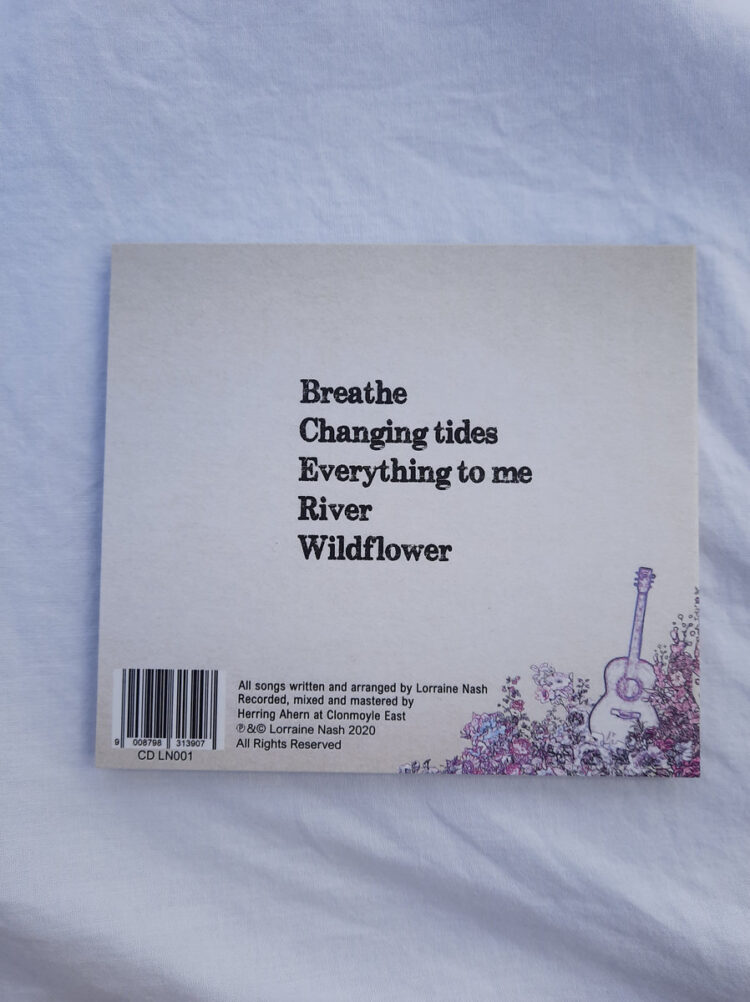 Breathe
Changing tides
Everything to me
River
Wildflower
All songs written and arranged by Lorraine Nash
Recorded, mixed and mastered by
Herring Ahern at Clonmoyle East
℗&© Lorraine Nash 2020
All Rights Reserved
9 008798 313907
CD LN001